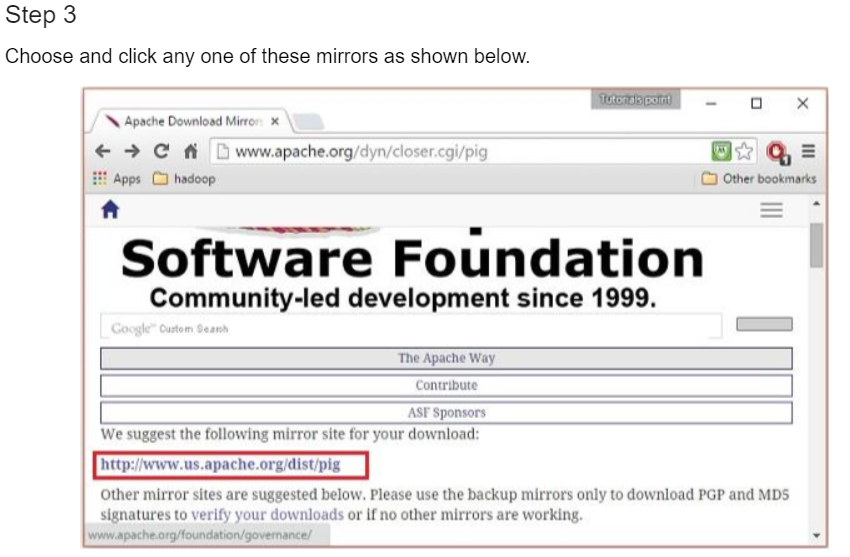 Step 3
Choose and click any one of these mirrors as shown below.
Tutorialspoint
Apache Download Mirror
www.apache.org/dyn/closer.cgi/pig
Apps hadoop Other bookmarks
Software Foundation
Community-led development since 1999.
Google™ Custom Search
The Apache Way
Contribute
ASF Sponsors
We suggest the following mirror site for your download:
http://www.us.apache.org/dist/pig
Other mirror sites are suggested below. Please use the backup mirrors only to download PGP and MD5
signatures to verify your downloads or if no other mirrors are working.
www.apache.org/foundation/governance/